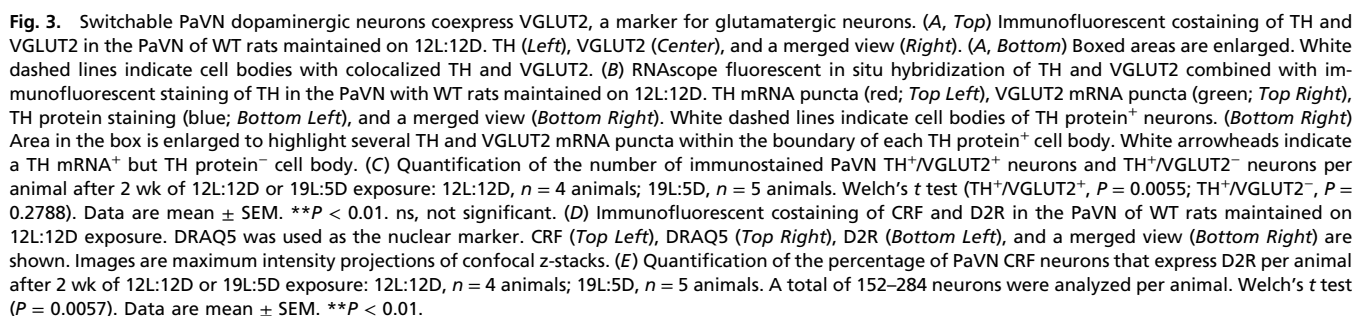 Fig. 3. Switchable PaVN dopaminergic neurons coexpress VGLUT2, a marker for glutamatergic neurons. (A, Top) Immunofluorescent costaining of TH and
VGLUT2 in the PaVN of WT rats maintained on 12L:12D. TH (Left), VGLUT2 (Center), and a merged view (Right). (A, Bottom) Boxed areas are enlarged. White
dashed lines indicate cell bodies with colocalized TH and VGLUT2. (B) RNAscope fluorescent in situ hybridization of TH and VGLUT2 combined with im-
munofluorescent staining of TH in the PaVN with WT rats maintained on 12L:12D. TH mRNA puncta (red; Top Left), VGLUT2 mRNA puncta (green; Top Right),
TH protein staining (blue; Bottom Left), and a merged view (Bottom Right). White dashed lines indicate cell bodies of TH protein⁺ neurons. (Bottom Right)
Area in the box is enlarged to highlight several TH and VGLUT2 mRNA puncta within the boundary of each TH protein⁺ cell body. White arrowheads indicate
a TH mRNA⁺ but TH protein⁻ cell body. (C) Quantification of the number of immunostained PaVN TH⁺/VGLUT2⁺ neurons and TH⁺/VGLUT2⁻ neurons per
animal after 2 wk of 12L:12D or 19L:5D exposure: 12L:12D, n = 4 animals; 19L:5D, n = 5 animals. Welch's t test (TH⁺/VGLUT2⁺, P = 0.0055; TH⁺/VGLUT2⁻, P =
0.2788). Data are mean ± SEM. **P < 0.01. ns, not significant. (D) Immunofluorescent costaining of CRF and D2R in the PaVN of WT rats maintained on
12L:12D exposure. DRAQ5 was used as the nuclear marker. CRF (Top Left), DRAQ5 (Top Right), D2R (Bottom Left), and a merged view (Bottom Right) are
shown. Images are maximum intensity projections of confocal z-stacks. (E) Quantification of the percentage of PaVN CRF neurons that express D2R per animal
after 2 wk of 12L:12D or 19L:5D exposure: 12L:12D, n = 4 animals; 19L:5D, n = 5 animals. A total of 152–284 neurons were analyzed per animal. Welch's t test
(P = 0.0057). Data are mean ± SEM. **P < 0.01.